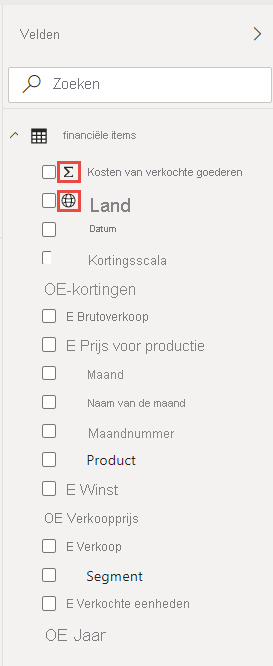 Velden
Zoeken
financiële items
Σ Kosten van verkochte goederen
Land
Datum
Kortingsscala
OE-kortingen
E Brutoverkoop
E Prijs voor productie
Maand
Naam van de maand
Maandnummer
Product
E Winst
OE Verkoopprijs
E Verkoop
Segment
E Verkochte eenheden
OE Jaar